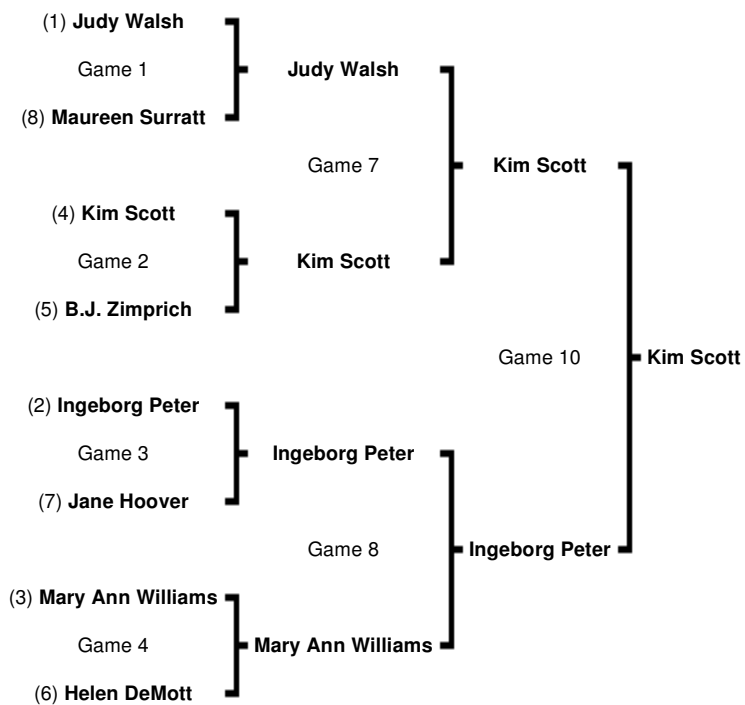 (1) Judy Walsh
Game 1
Judy Walsh
(8) Maureen Surratt
Game 7
Kim Scott
(4) Kim Scott
Game 2
Kim Scott
(5) B.J. Zimprich
Game 10
Kim Scott
(2) Ingeborg Peter
Game 3
Ingeborg Peter
(7) Jane Hoover
Game 8
Ingeborg Peter
(3) Mary Ann Williams
Game 4
Mary Ann Williams
(6) Helen DeMott